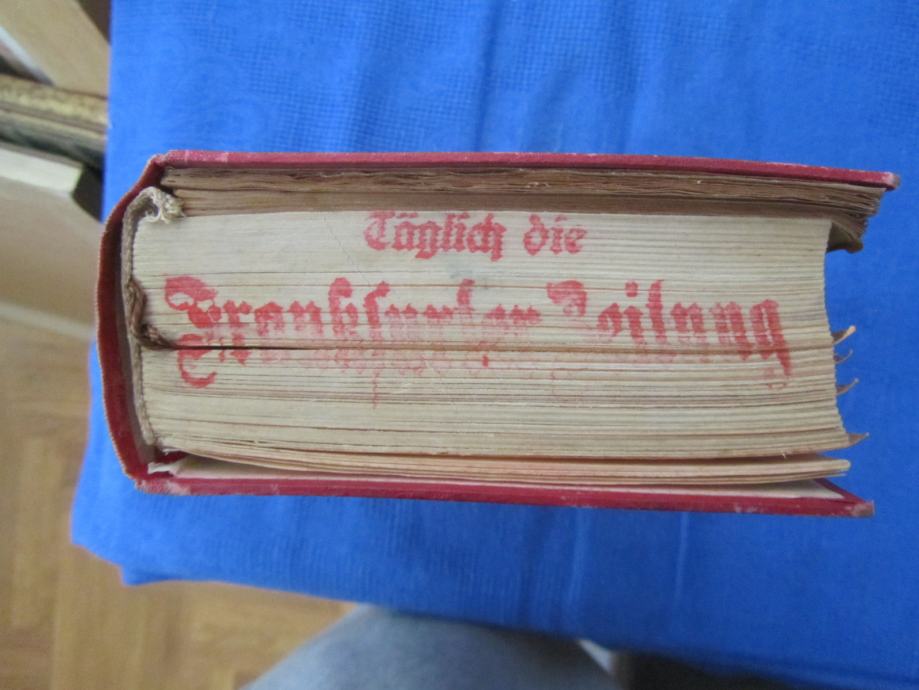 Täglich die
Frankfurter Zeitung